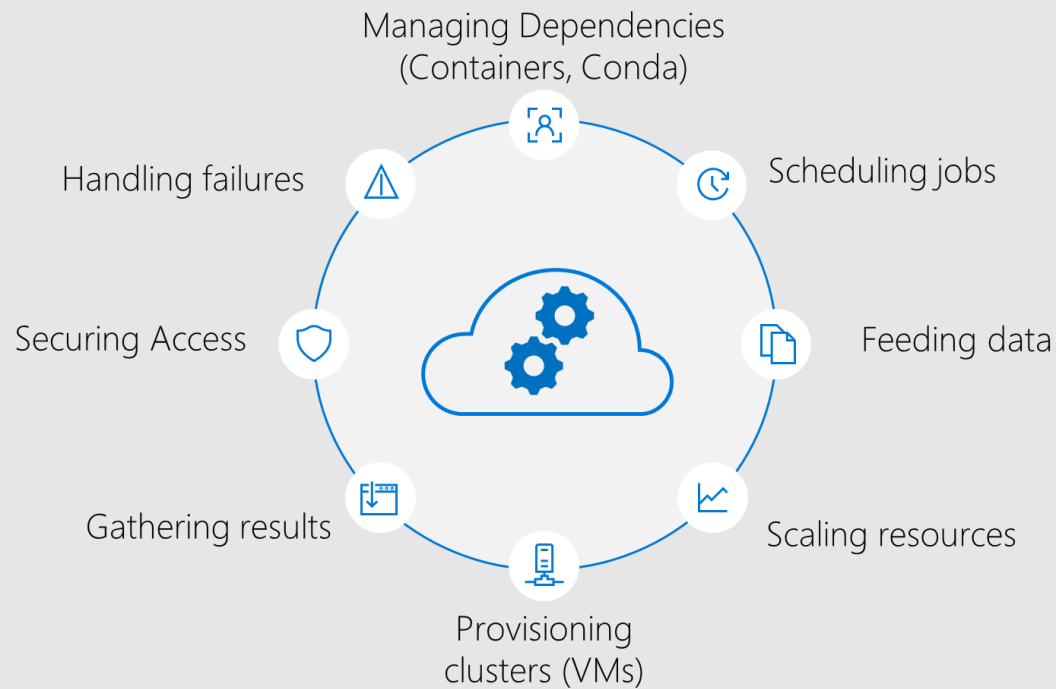 Managing Dependencies
(Containers, Conda)
Handling failures
Scheduling jobs
Securing Access
Feeding data
Gathering results
Scaling resources
Provisioning
clusters (VMs)